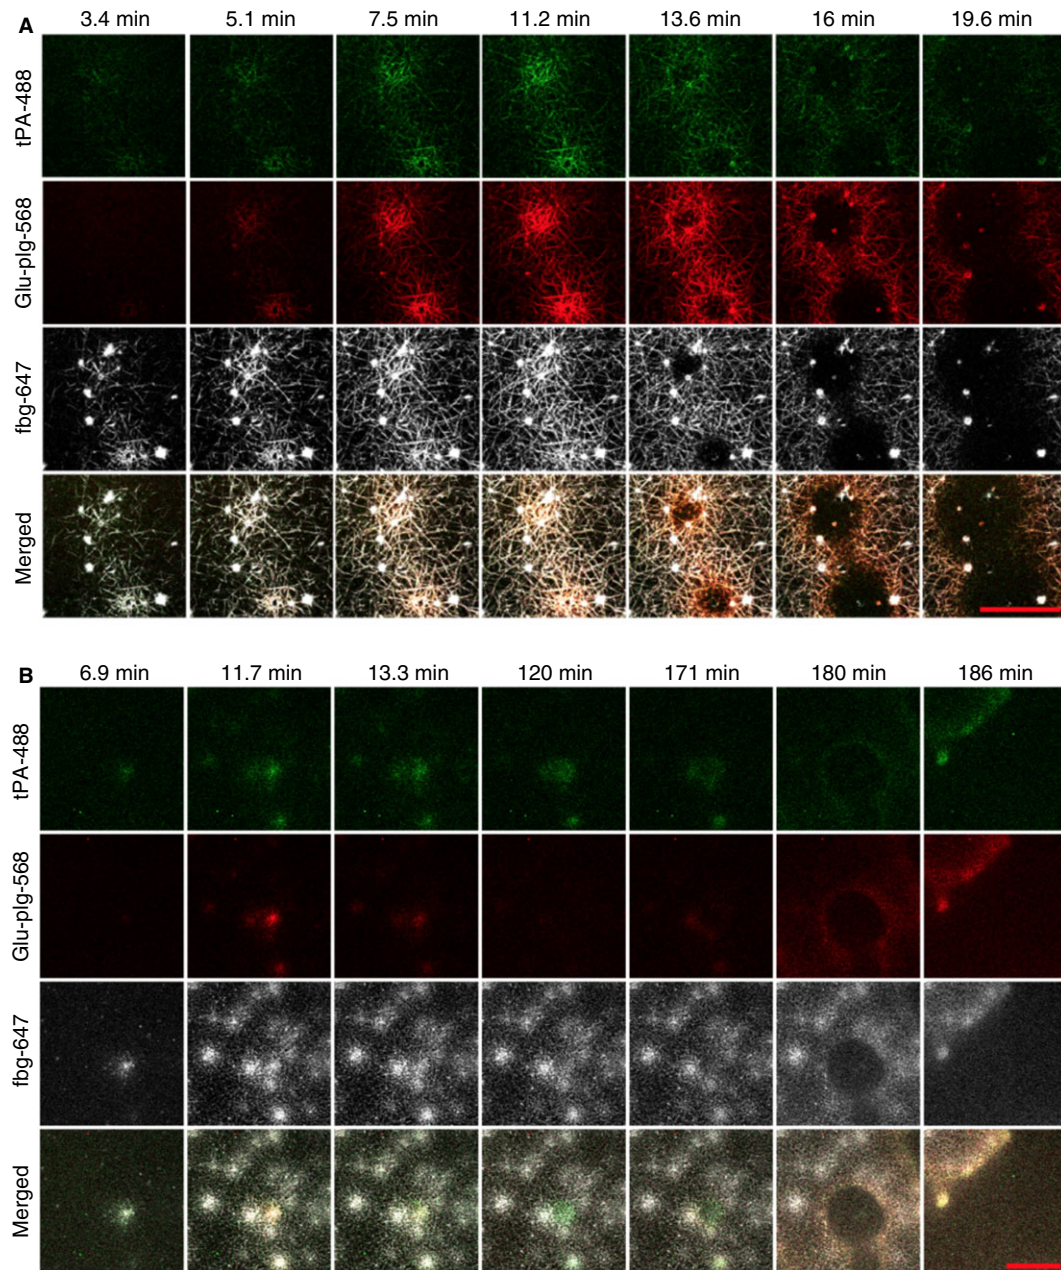 A
3.4 min 5.1 min 7.5 min 11.2 min 13.6 min 16 min 19.6 min
tPA-488
Glu-plg-568
fbg-647
Merged
B
6.9 min 11.7 min 13.3 min 120 min 171 min 180 min 186 min
tPA-488
Glu-plg-568
fbg-647
Merged